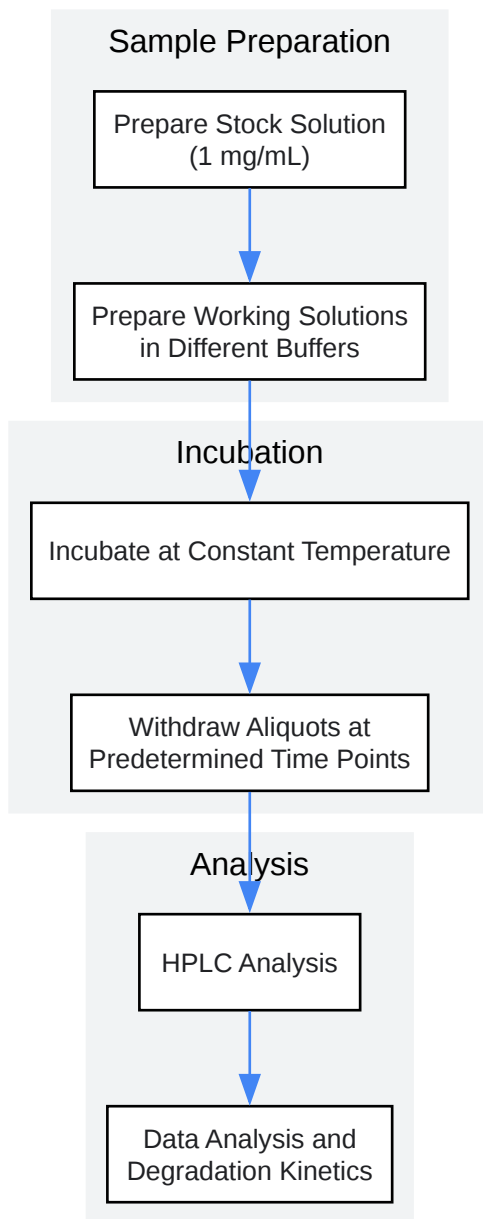 Sample Preparation
Prepare Stock Solution
(1 mg/mL)
Prepare Working Solutions
in Different Buffers
Incubation
Incubate at Constant Temperature
Withdraw Aliquots at
Predetermined Time Points
Analysis
HPLC Analysis
Data Analysis and
Degradation Kinetics